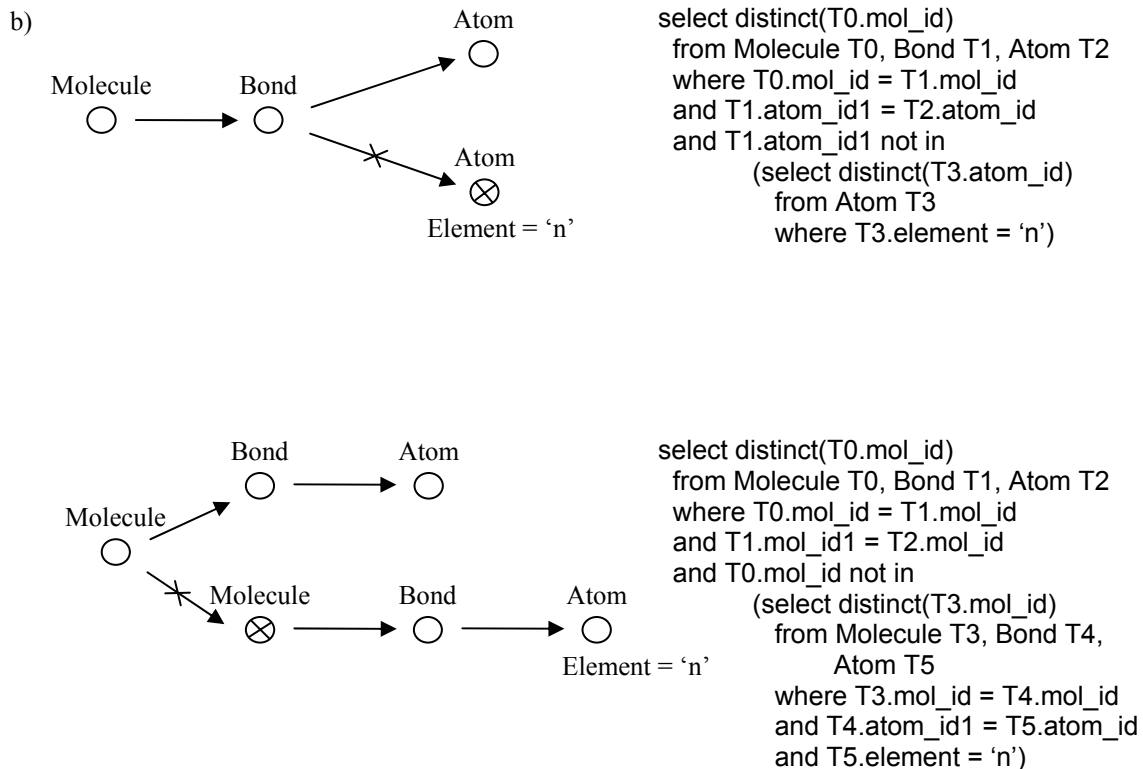 b)
Atom
Molecule Bond
Atom
Element = ‘n’
select distinct(T0.mol_id)
from Molecule T0, Bond T1, Atom T2
where T0.mol_id = T1.mol_id
and T1.atom_id1 = T2.atom_id
and T1.atom_id1 not in
(select distinct(T3.atom_id)
from Atom T3
where T3.element = ‘n’)
Bond Atom
Molecule
Molecule Bond Atom
Element = ‘n’
select distinct(T0.mol_id)
from Molecule T0, Bond T1, Atom T2
where T0.mol_id = T1.mol_id
and T1.mol_id1 = T2.mol_id
and T0.mol_id not in
(select distinct(T3.mol_id)
from Molecule T3, Bond T4,
Atom T5
where T3.mol_id = T4.mol_id
and T4.atom_id1 = T5.atom_id
and T5.element = ‘n’)